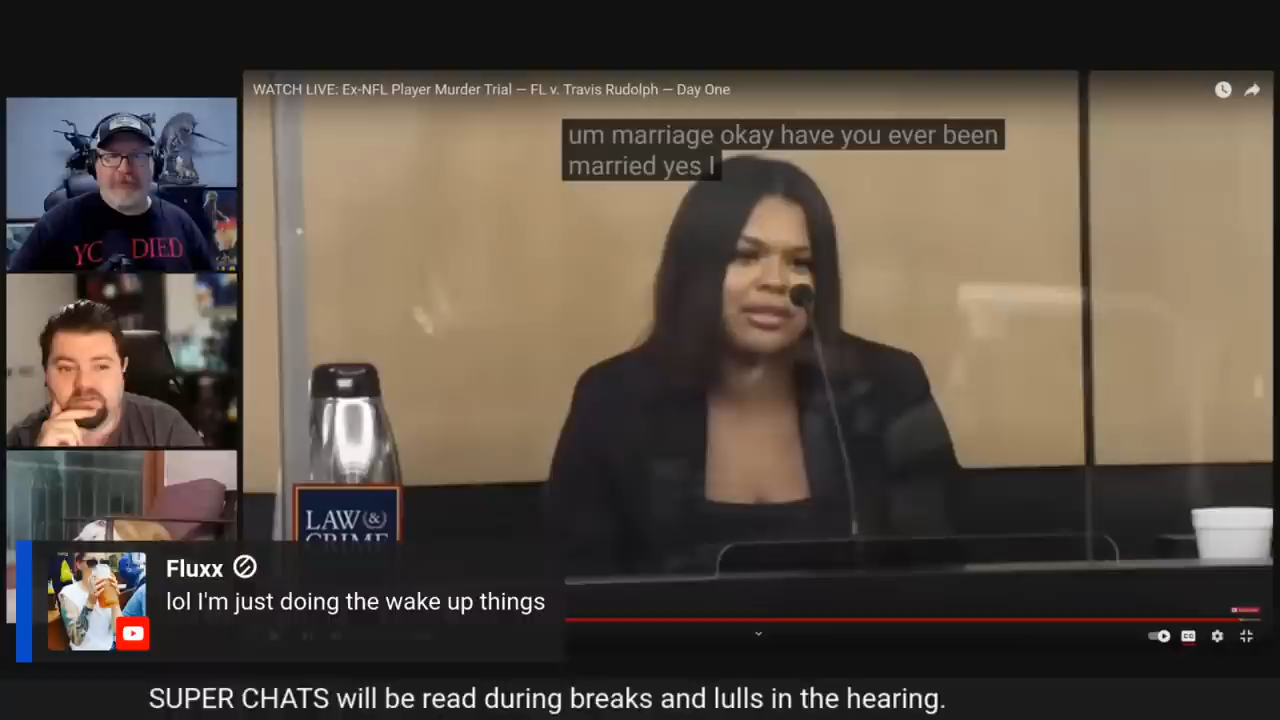 WATCH LIVE: Ex-NFL Player Murder Trial — FL v. Travis Rudolph — Day One
um marriage okay have you ever been
married yes I
YO DIED
LAW &
CRIME
Fluxx
lol I'm just doing the wake up things
CC
SUPER CHATS will be read during breaks and lulls in the hearing.